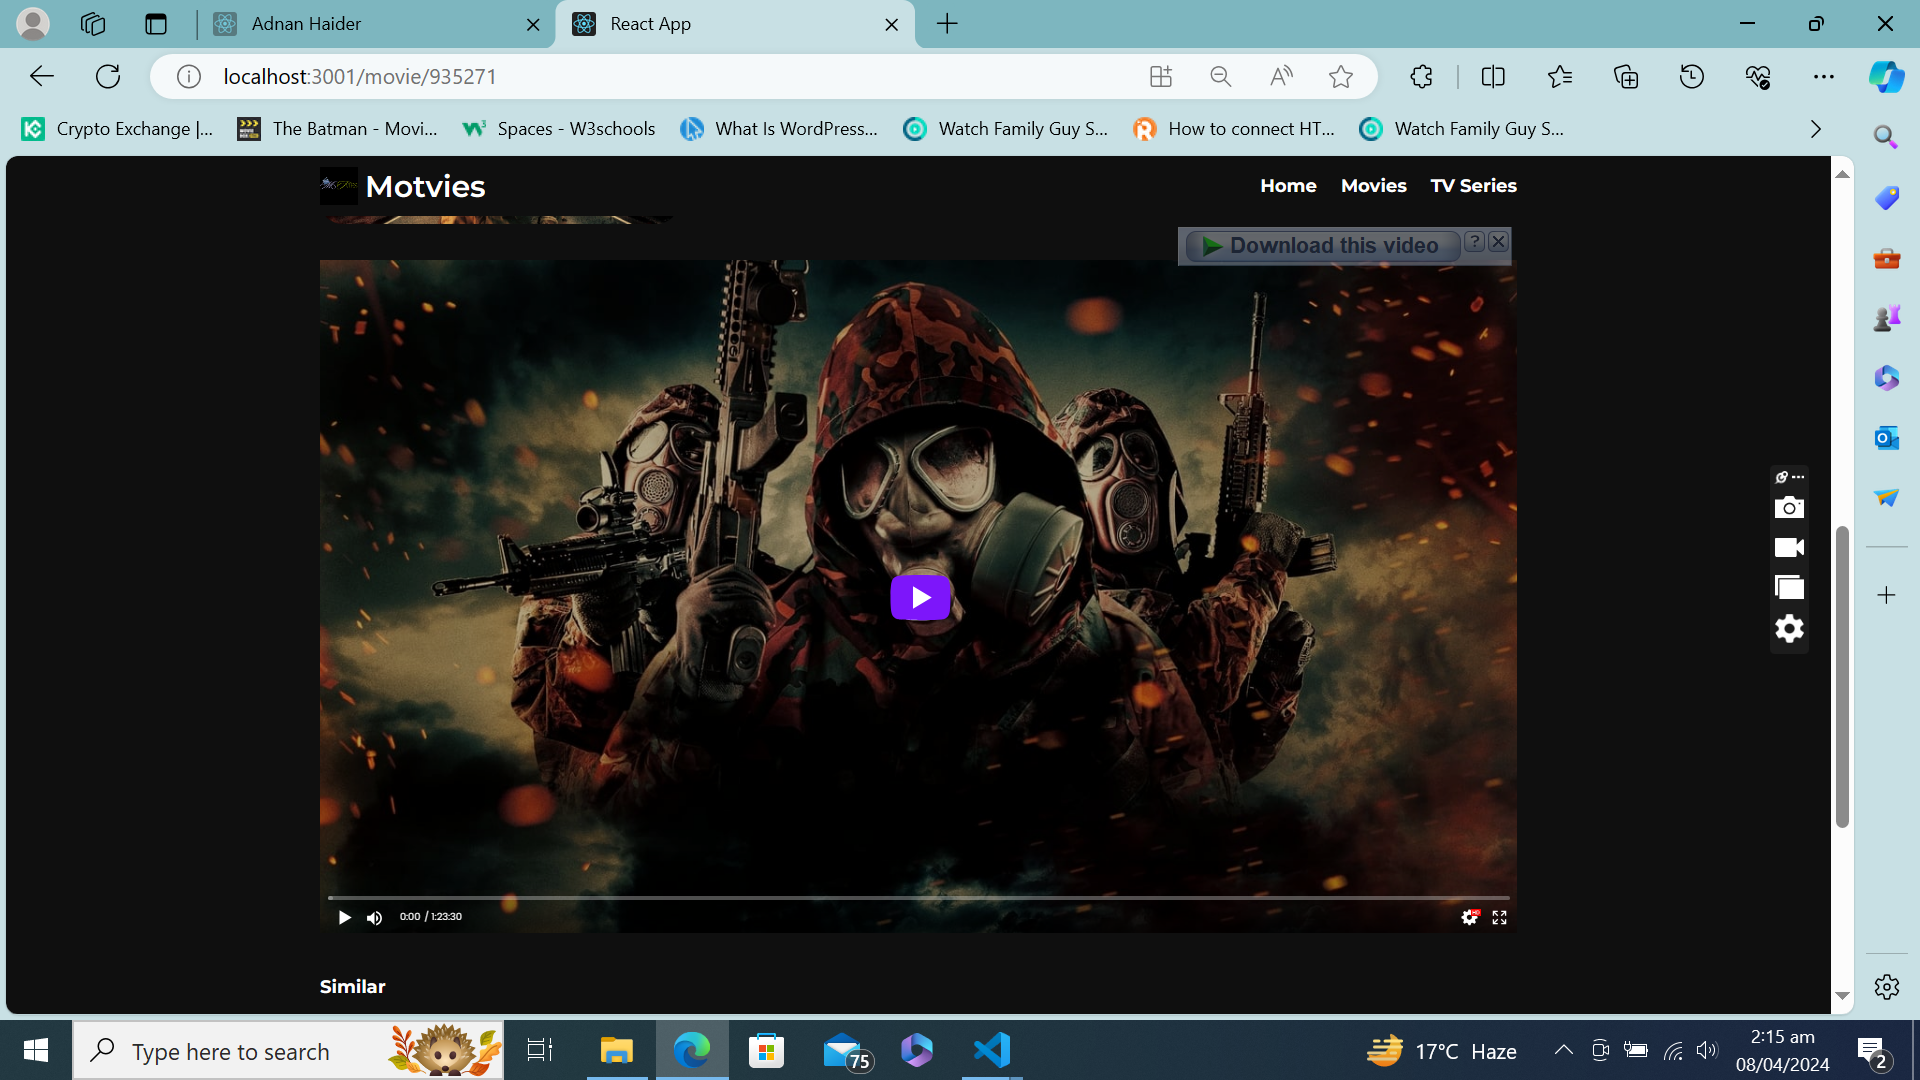 Adnan Haider
React App
localhost:3001/movie/935271
Crypto Exchange |...
The Batman - Movi...
Spaces - W3schools
What Is WordPress...
Watch Family Guy S...
How to connect HT...
Watch Family Guy S...
Motvies
Home
Movies
TV Series
Download this video
?
0:00 / 1:23:30
HD
Similar
Type here to search
75
17°C Haze
2:15 am
08/04/2024
2